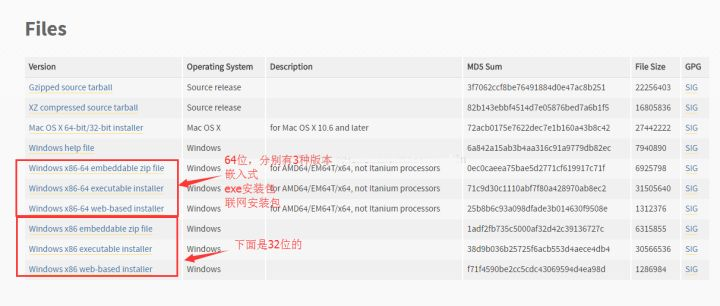 Files
Version Operating System Description MD5 Sum File Size GPG
Gzipped source tarball Source release 3f7062ccf8be76491884d0e47ac8b251 22256403 SIG
XZ compressed source tarball Source release 82b143ebbf4514d7e05876bed7a6b1f5 16805836 SIG
Mac OS X 64-bit/32-bit installer Mac OS X for Mac OS X 10.6 and later 72acb0175e7622dec7e1b160a43b8c42 27442222 SIG
Windows help file Windows 6a842a15ab3b4aa316c91a9779db82ec 7940890 SIG
64位，分别有3种版本
Windows x86-64 embeddable zip file Windows for AMD64/EM64T/x64, not Itanium processors 0ec0caeea75bae5d2771cf619917c71f 6925798 SIG
嵌入式
Windows x86-64 executable installer Windows for AMD64/EM64T/x64, not Itanium processors 71c9d30c1110abf7f80a428970ab8ec2 31505640 SIG
exe安装包
联网安装包
Windows x86-64 web-based installer Windows for AMD64/EM64T/x64, not Itanium processors 25b8b6c93a098dfade3b014630f9508e 1312376 SIG
Windows x86 embeddable zip file Windows 1adf2fb735c5000af32d42c39136727c 6315855 SIG
下面是32位的
Windows x86 executable installer Windows 38d9b036b25725f6acb553d4aece4db4 30566536 SIG
Windows x86 web-based installer Windows f71f4590be2cc5cdc43069594d4ea98d 1286984 SIG